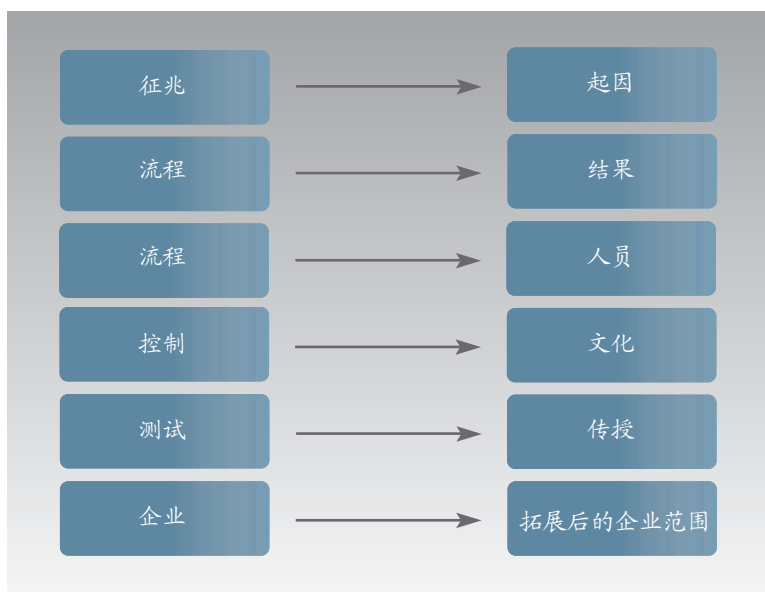 征兆 起因
流程 结果
流程 人员
控制 文化
测试 传授
企业 拓展后的企业范围